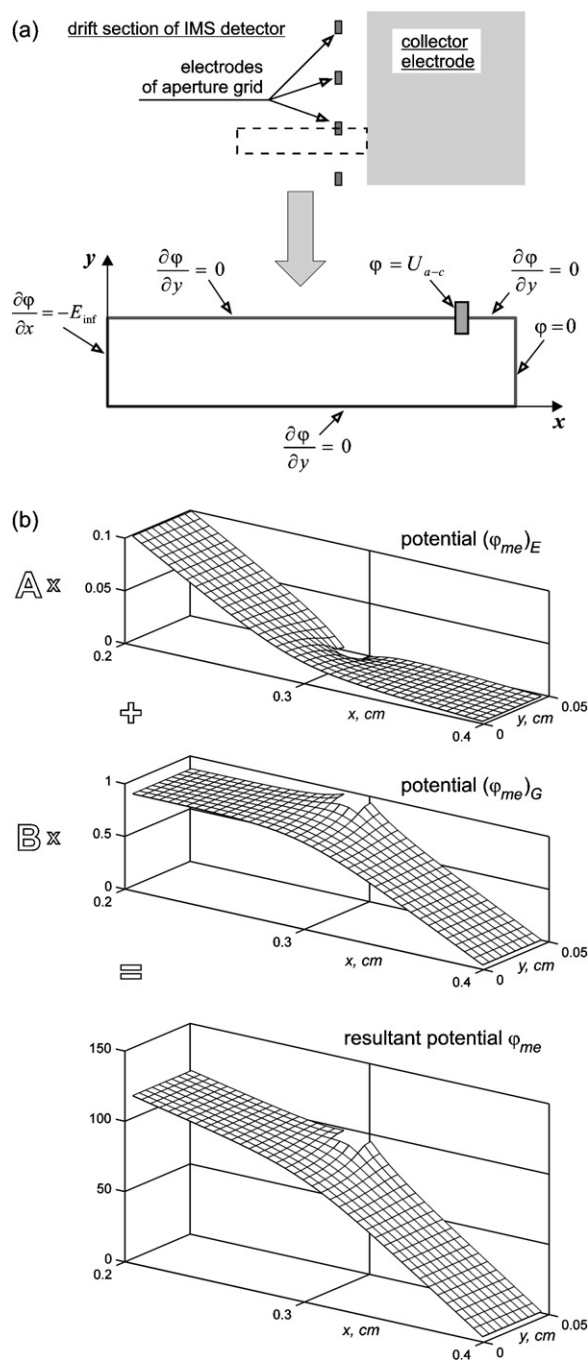 (a)
drift section of IMS detector
electrodes
of aperture grid
collector
electrode
y
∂φ/∂x = −E_inf
∂φ/∂y = 0
φ = U_{a–c}
∂φ/∂y = 0
φ = 0
∂φ/∂y = 0
x
(b)
potential (φ_me)_E
A x
0.1
0.05
0
0.2
0.3
x, cm
0.4
0
y, cm
0.05
+
potential (φ_me)_G
B x
1
0.5
0
0.2
0.3
x, cm
0.4
0
y, cm
0.05
=
resultant potential φ_me
150
100
50
0
0.2
0.3
x, cm
0.4
0
y, cm
0.05